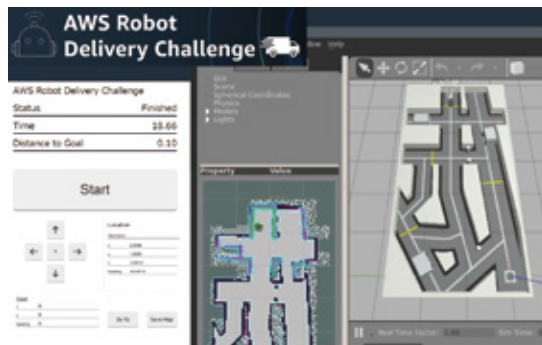 AWS Robot
Delivery Challenge
AWS Robot Delivery Challenge
Status Finished
Time 18.66
Distance to Goal 0.10
Start
Location
Goal
Go To Save Map
Help
GUI
Scene
Spherical Coordinates
Physics
Models
Lights
Property Value
Real Time Factor:
Sim Time: